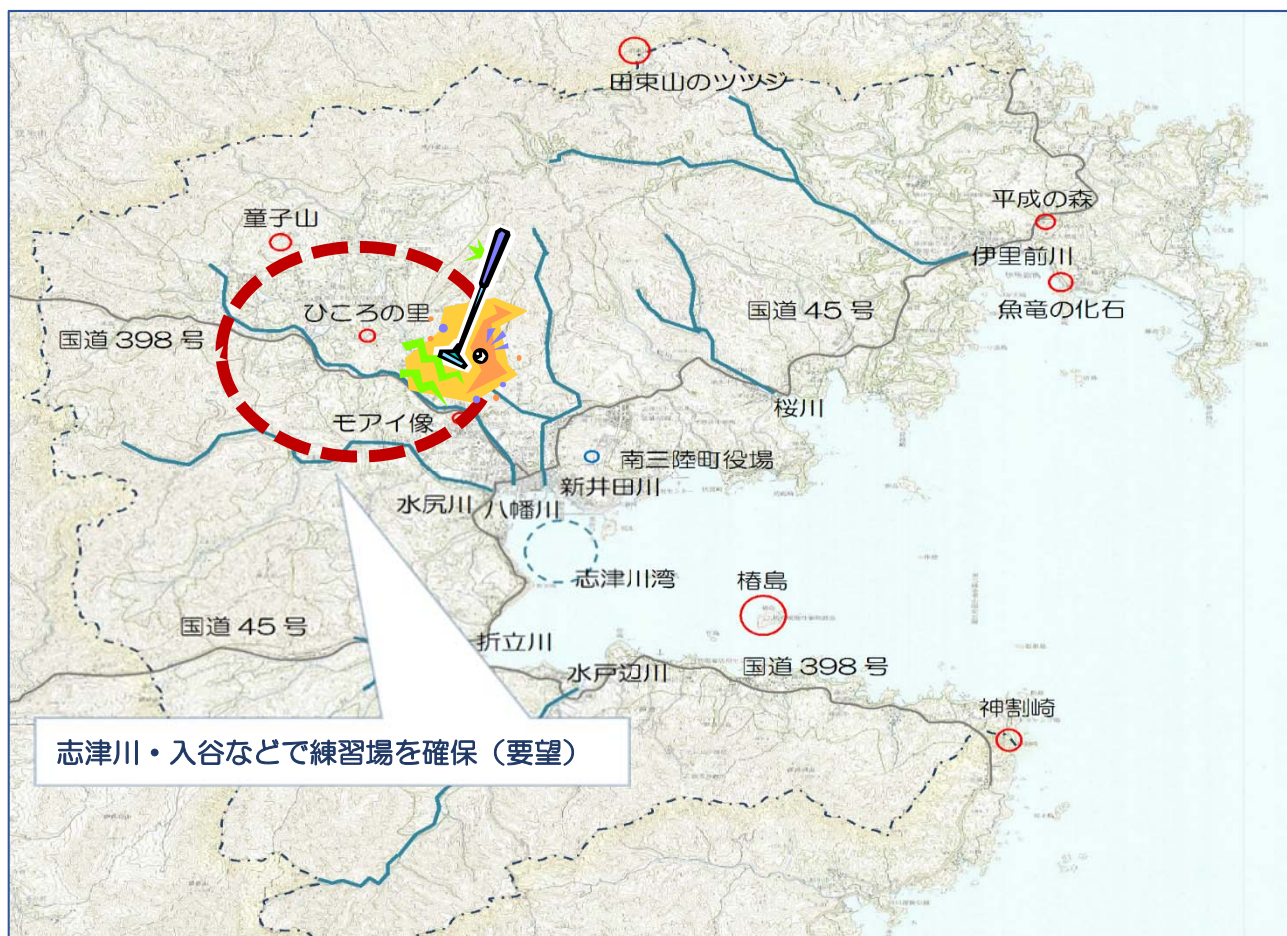 田束山のツツジ
童子山
平成の森
伊里前川
魚竜の化石
国道 45 号
ひころの里
国道 398 号
桜川
モアイ像
南三陸町役場
新井田川
水尻川
八幡川
志津川湾
椿島
国道 45 号
折立川
水戸辺川
国道 398 号
神割崎
志津川・入谷などで練習場を確保（要望）